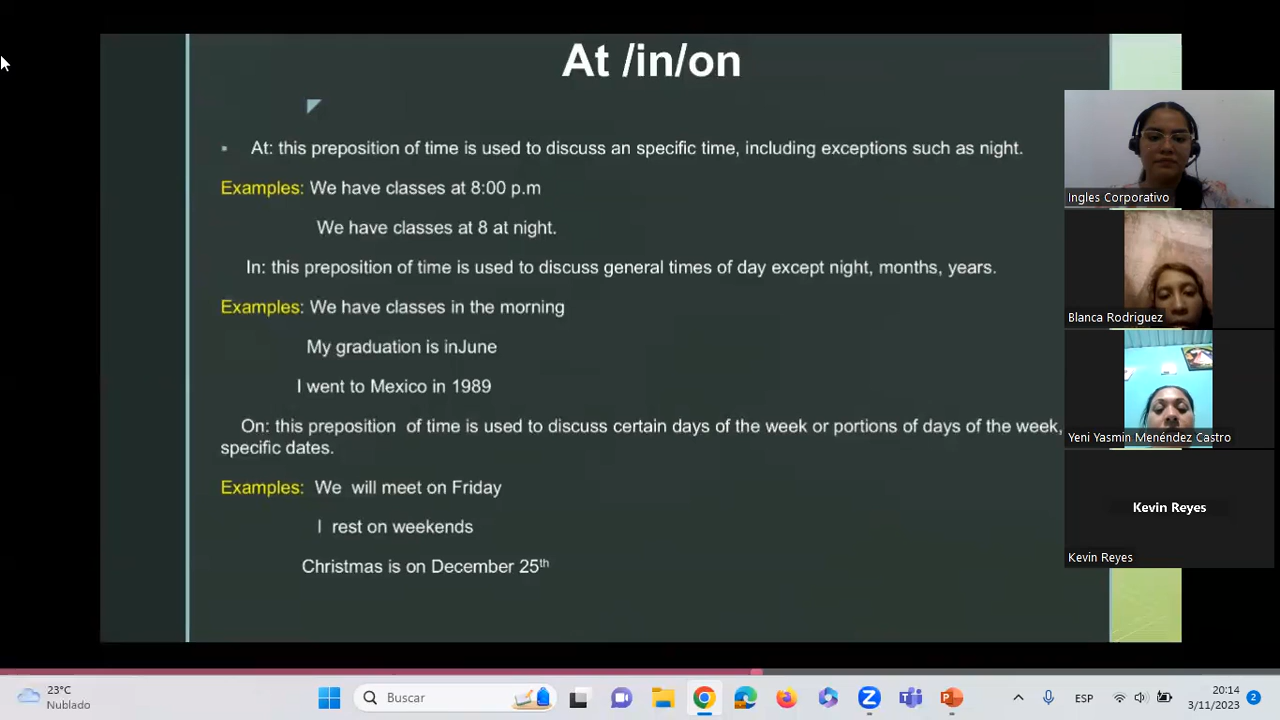 At /in/on
At: this preposition of time is used to discuss an specific time, including exceptions such as night.
Examples: We have classes at 8:00 p.m
We have classes at 8 at night.
In: this preposition of time is used to discuss general times of day except night, months, years.
Examples: We have classes in the morning
My graduation is inJune
I went to Mexico in 1989
On: this preposition of time is used to discuss certain days of the week or portions of days of the week,
specific dates.
Examples: We will meet on Friday
I rest on weekends
Christmas is on December 25th
Ingles Corporativo
Blanca Rodriguez
Yeni Yasmin Menéndez Castro
Kevin Reyes
Kevin Reyes
23°C
Nublado
Buscar
ESP
20:14
3/11/2023
2